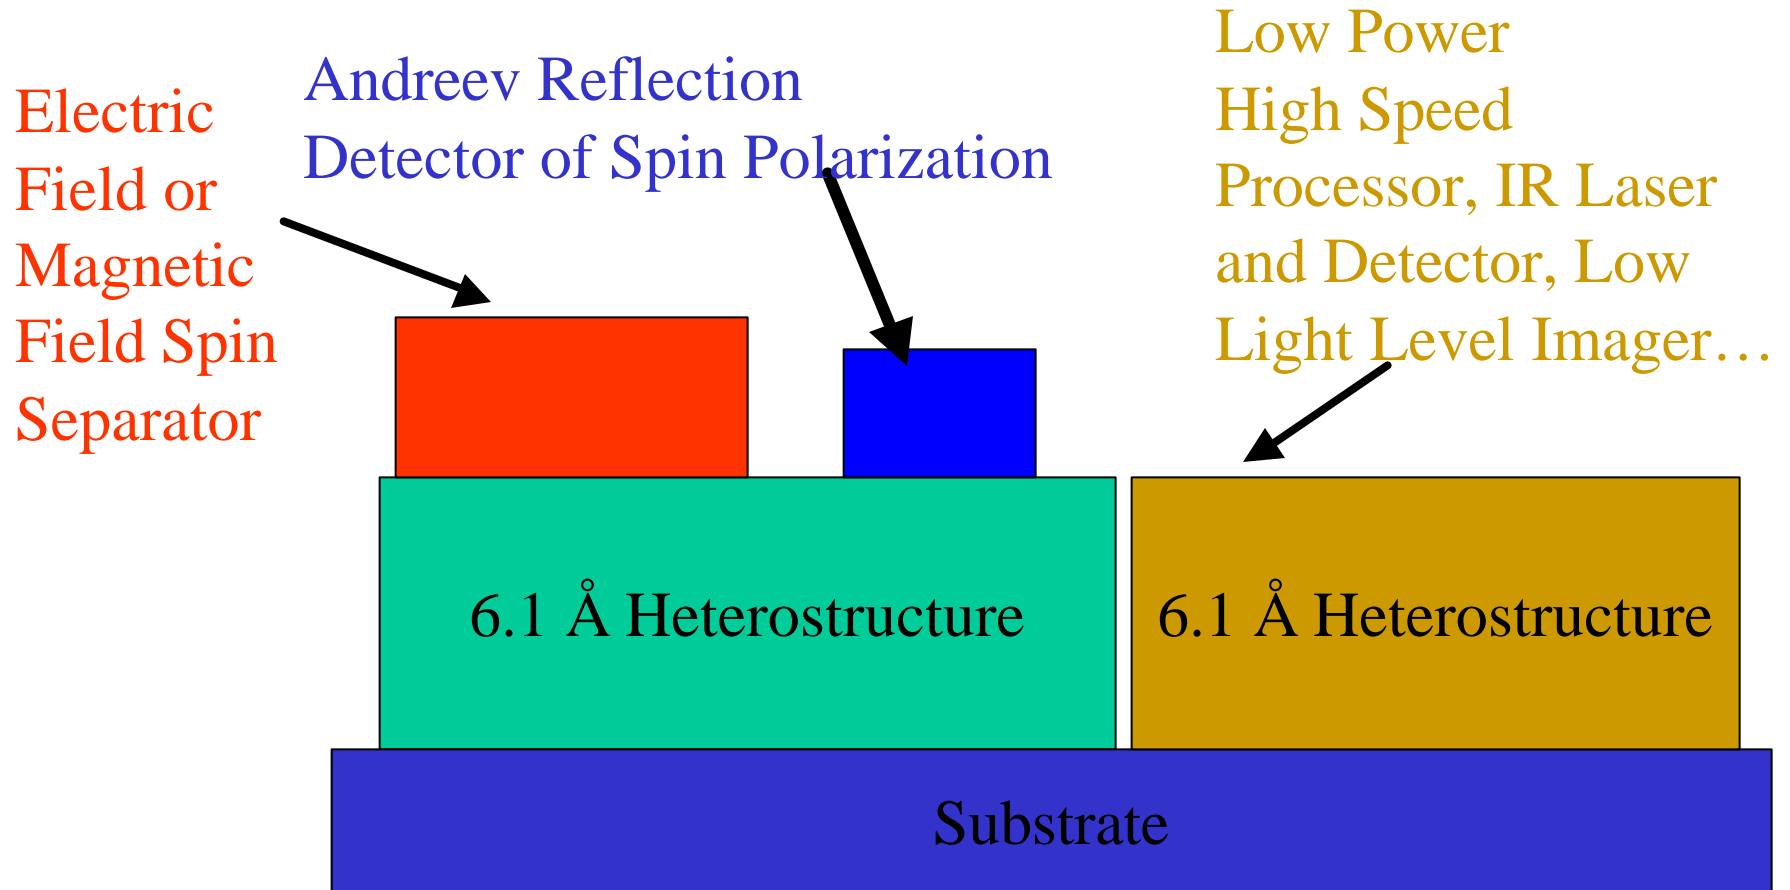 Electric
Field or
Magnetic
Field Spin
Separator
Andreev Reflection
Detector of Spin Polarization
Low Power
High Speed
Processor, IR Laser
and Detector, Low
Light Level Imager…
6.1 Å Heterostructure
6.1 Å Heterostructure
Substrate